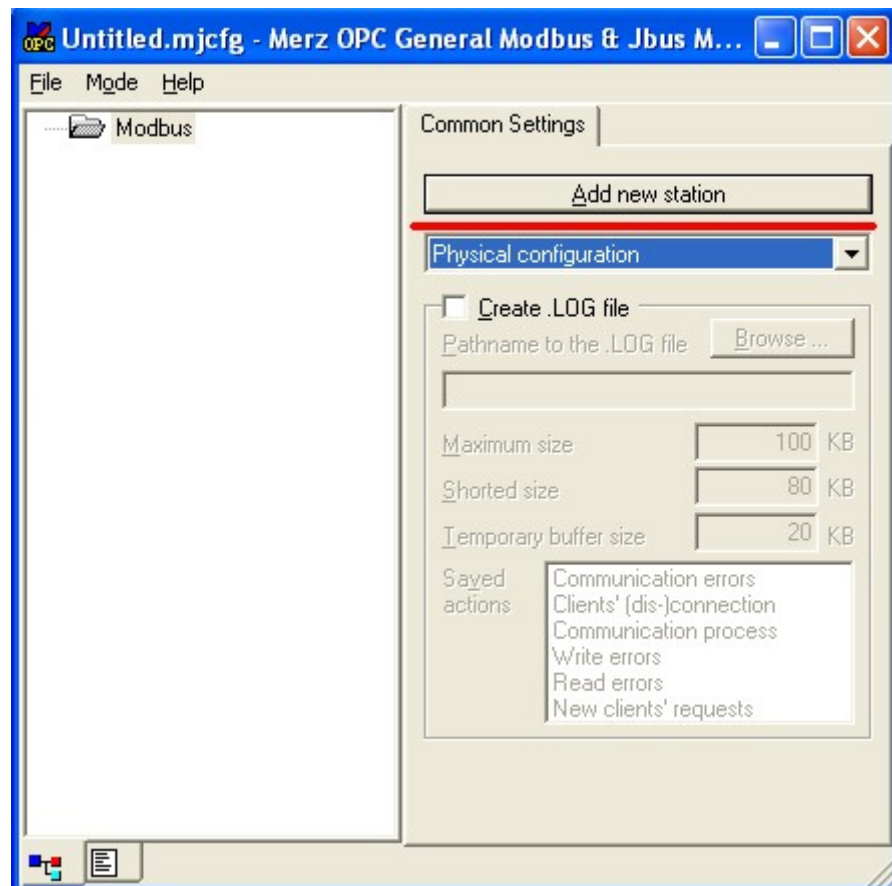 OPC Untitled.mjcfg - Merz OPC General Modbus & Jbus M...
File Mode Help
Modbus
Common Settings
Add new station
Physical configuration
Create .LOG file
Pathname to the .LOG file Browse ...
Maximum size 100 KB
Shorted size 80 KB
Temporary buffer size 20 KB
Saved Communication errors
actions Clients' (dis-)connection
Communication process
Write errors
Read errors
New clients' requests